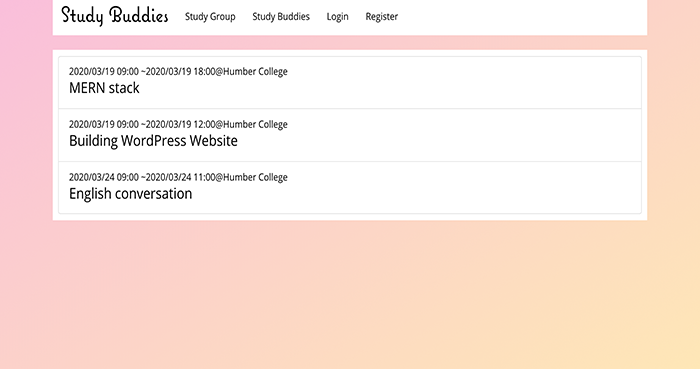 Study Buddies Study Group Study Buddies Login Register
2020/03/19 09:00 ~2020/03/19 18:00@Humber College
MERN stack
2020/03/19 09:00 ~2020/03/19 12:00@Humber College
Building WordPress Website
2020/03/24 09:00 ~2020/03/24 11:00@Humber College
English conversation